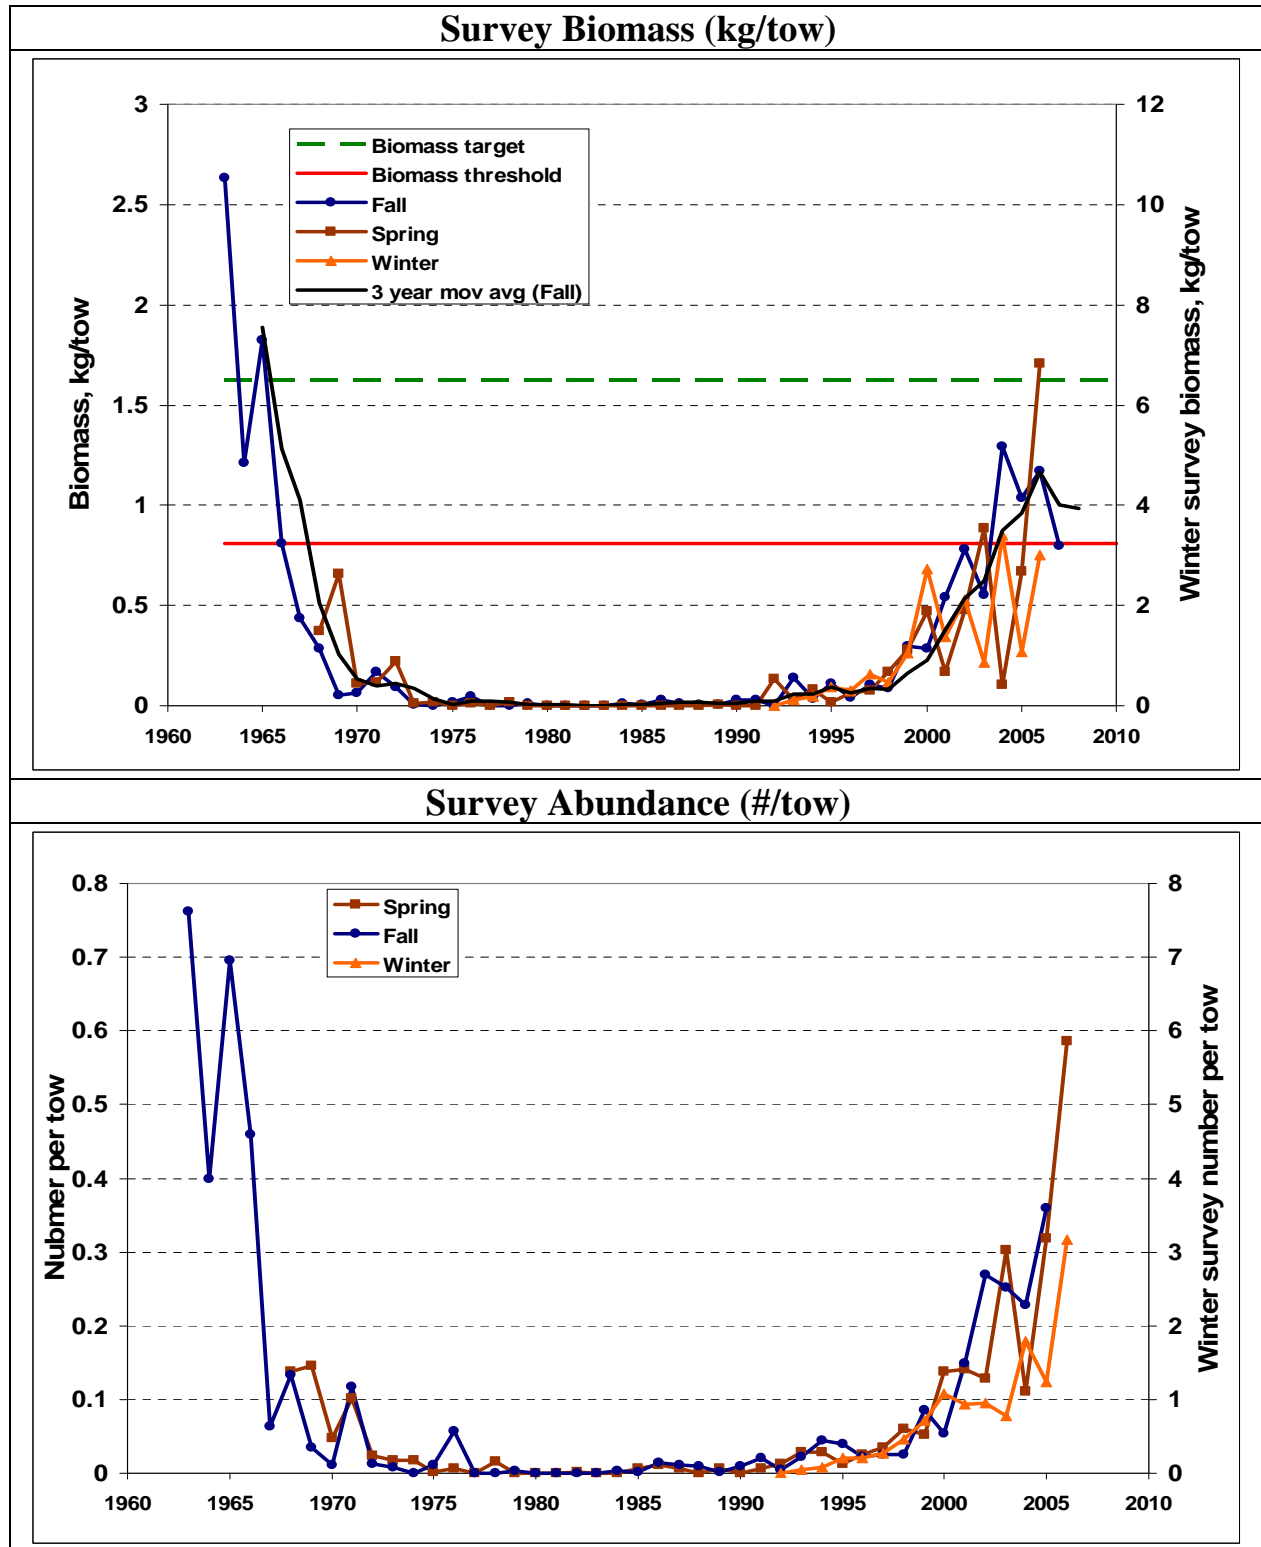 Survey Biomass (kg/tow)
3
2.5
2
1.5
1
0.5
0
12
10
8
6
4
2
0
Biomass, kg/tow
Winter survey biomass, kg/tow
Biomass target
Biomass threshold
Fall
Spring
Winter
3 year mov avg (Fall)
1960 1965 1970 1975 1980 1985 1990 1995 2000 2005 2010
Survey Abundance (#/tow)
0.8
0.7
0.6
0.5
0.4
0.3
0.2
0.1
0
8
7
6
5
4
3
2
1
0
Nubmer per tow
Winter survey number per tow
Spring
Fall
Winter
1960 1965 1970 1975 1980 1985 1990 1995 2000 2005 2010